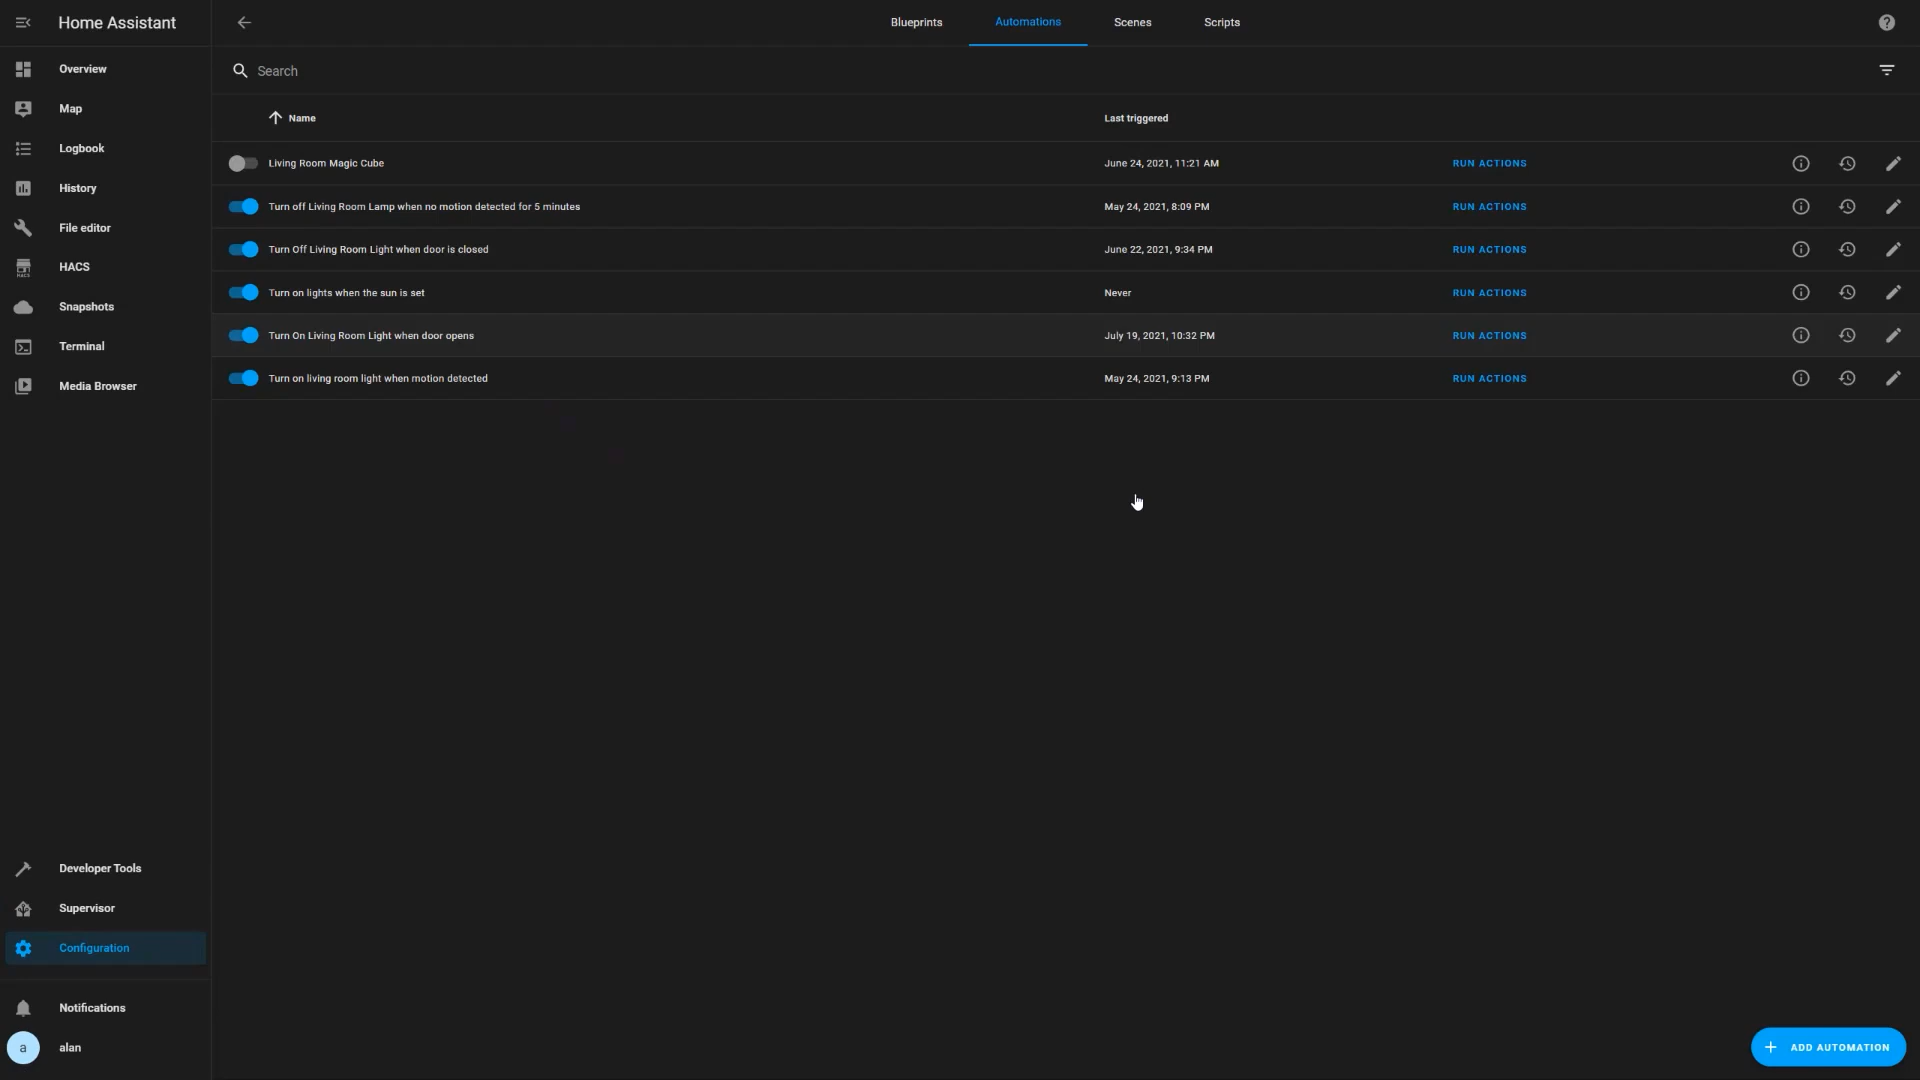 Home Assistant
Blueprints Automations Scenes Scripts
Overview
Search
Map
Name Last triggered
Logbook
Living Room Magic Cube June 24, 2021, 11:21 AM RUN ACTIONS
History
Turn off Living Room Lamp when no motion detected for 5 minutes May 24, 2021, 8:09 PM RUN ACTIONS
File editor
Turn Off Living Room Light when door is closed June 22, 2021, 9:34 PM RUN ACTIONS
HACS
Turn on lights when the sun is set Never RUN ACTIONS
Snapshots
Turn On Living Room Light when door opens July 19, 2021, 10:32 PM RUN ACTIONS
Terminal
Turn on living room light when motion detected May 24, 2021, 9:13 PM RUN ACTIONS
Media Browser
Developer Tools
Supervisor
Configuration
Notifications
a alan
ADD AUTOMATION